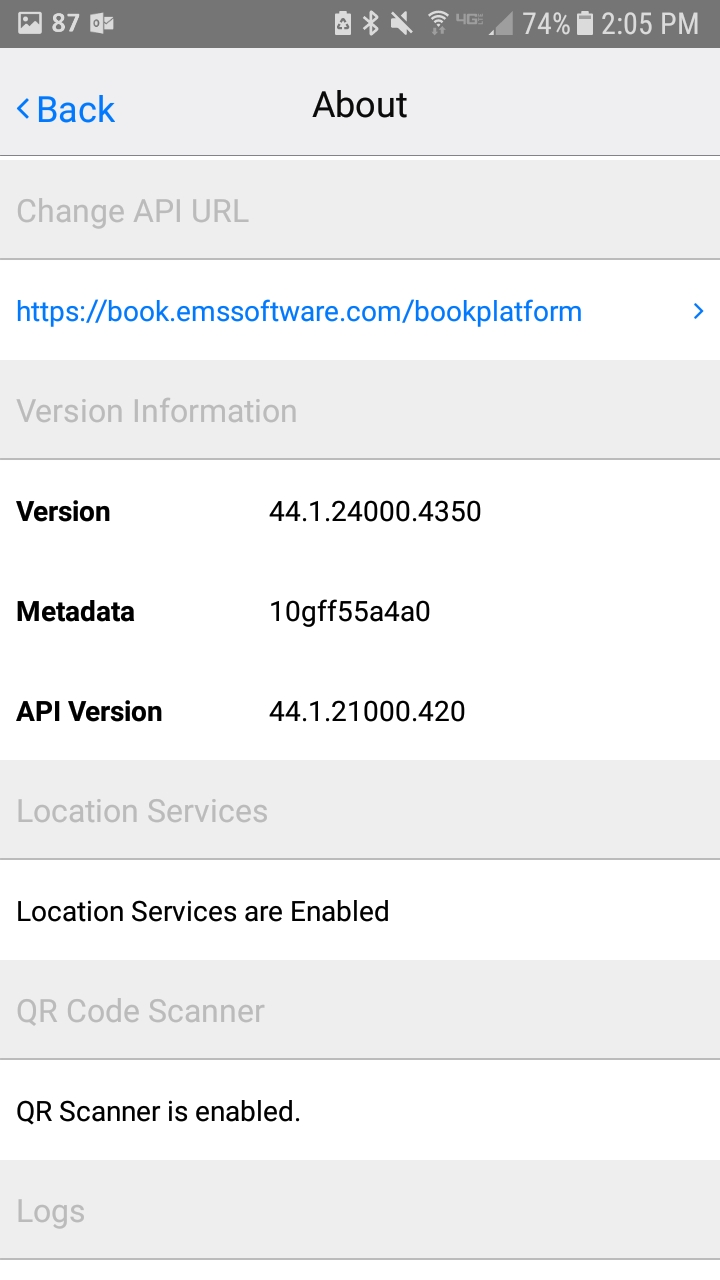 87 4GE 74% 2:05 PM
Back About
Change API URL
https://book.emssoftware.com/bookplatform
Version Information
Version 44.1.24000.4350
Metadata 10gff55a4a0
API Version 44.1.21000.420
Location Services
Location Services are Enabled
QR Code Scanner
QR Scanner is enabled.
Logs